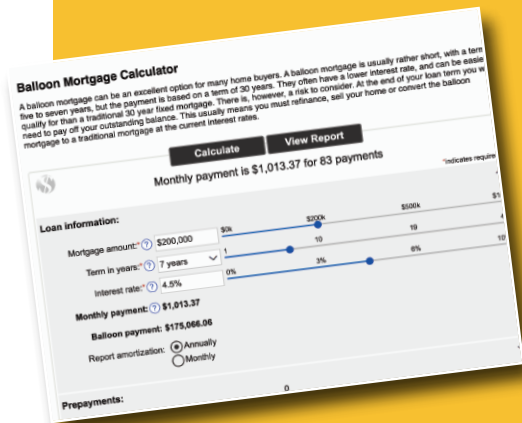 Balloon Mortgage Calculator
A balloon mortgage can be an excellent option for many home buyers. A balloon mortgage is usually rather short, with a term
five to seven years, but the payment is based on a term of 30 years. They often have a lower interest rate, and can be easie
qualify for than a traditional 30 year fixed mortgage. There is, however, a risk to consider. At the end of your loan term you w
need to pay off your outstanding balance. This usually means you must refinance, sell your home or convert the balloon
mortgage to a traditional mortgage at the current interest rates.
Calculate View Report
Monthly payment is $1,013.37 for 83 payments
*indicates require
Loan information:
Mortgage amount:* ? $200,000 $0k $200k $500k $1
Term in years:* ? 7 years 1 10 19
Interest rate:* ? 4.5% 0% 3% 6% 10
Monthly payment: ? $1,013.37
Balloon payment: $175,066.06
Report amortization: Annually
Monthly
Prepayments: 0